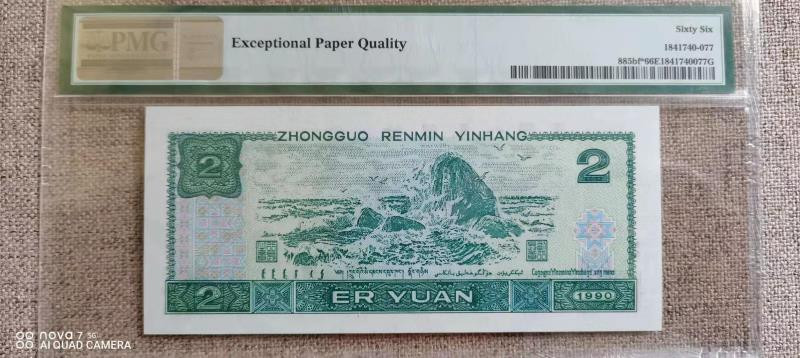 PMG
Exceptional Paper Quality
Sixty Six
1841740-077
885bf*66E1841740077G
ZHONGGUO RENMIN YINHANG
2
2
2
ER YUAN
1990
nova 7 5G
AI QUAD CAMERA